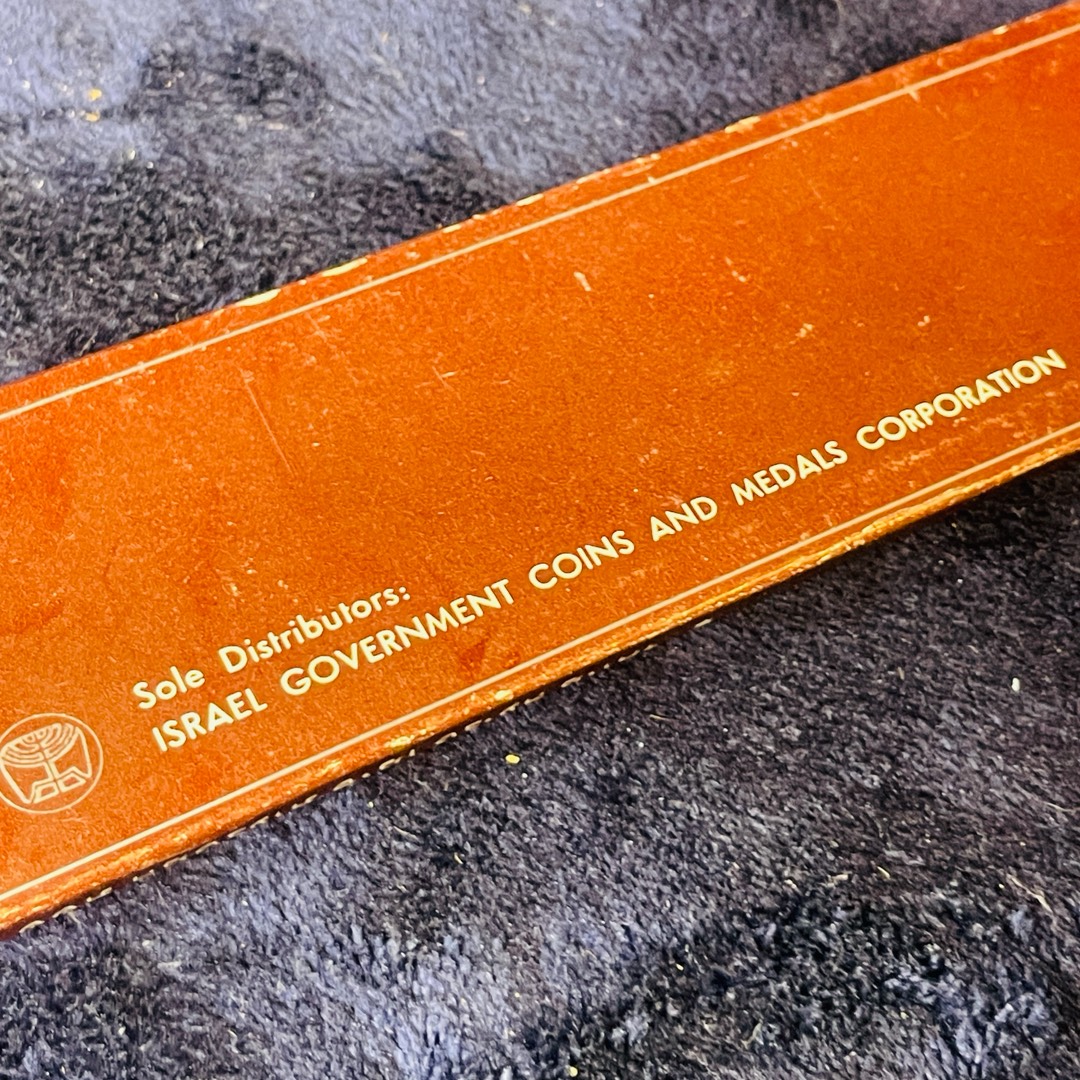 Sole Distributors:
ISRAEL GOVERNMENT COINS AND MEDALS CORPORATION